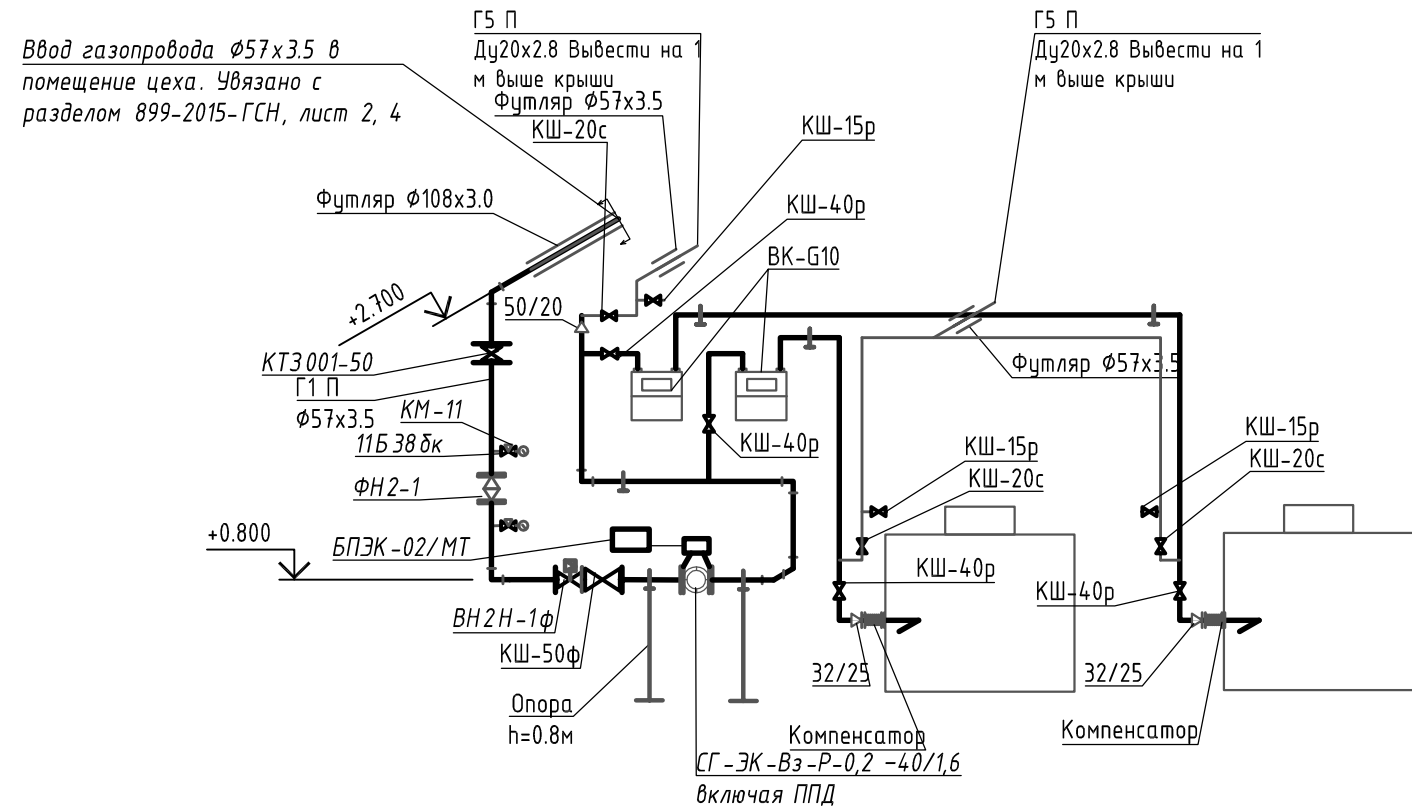 Ввод газопровода Ф57х3.5 в
помещение цеха. Увязано с
разделом 899-2015-ГСН, лист 2, 4
Г5 П
Ду20х2.8 Вывести на 1
м выше крыши
Футляр Ф57х3.5
КШ-20с
КШ-15р
Г5 П
Ду20х2.8 Вывести на 1
м выше крыши
Футляр Ф108х3.0
КШ-40р
ВК-G10
+2.700
50/20
КТЗ 001-50
Г1 П
Ф57х3.5
КМ-11
11Б38бк
ФН2-1
Футляр Ф57х3.5
КШ-40р
КШ-15р
КШ-20с
КШ-15р
КШ-20с
+0.800
БПЭК-02/МТ
ВН2Н-1ф
КШ-50ф
КШ-40р
КШ-40р
32/25
32/25
Опора
h=0.8м
Компенсатор
Компенсатор
СГ-ЭК-Вз-Р-0,2 -40/1,6
включая ППД